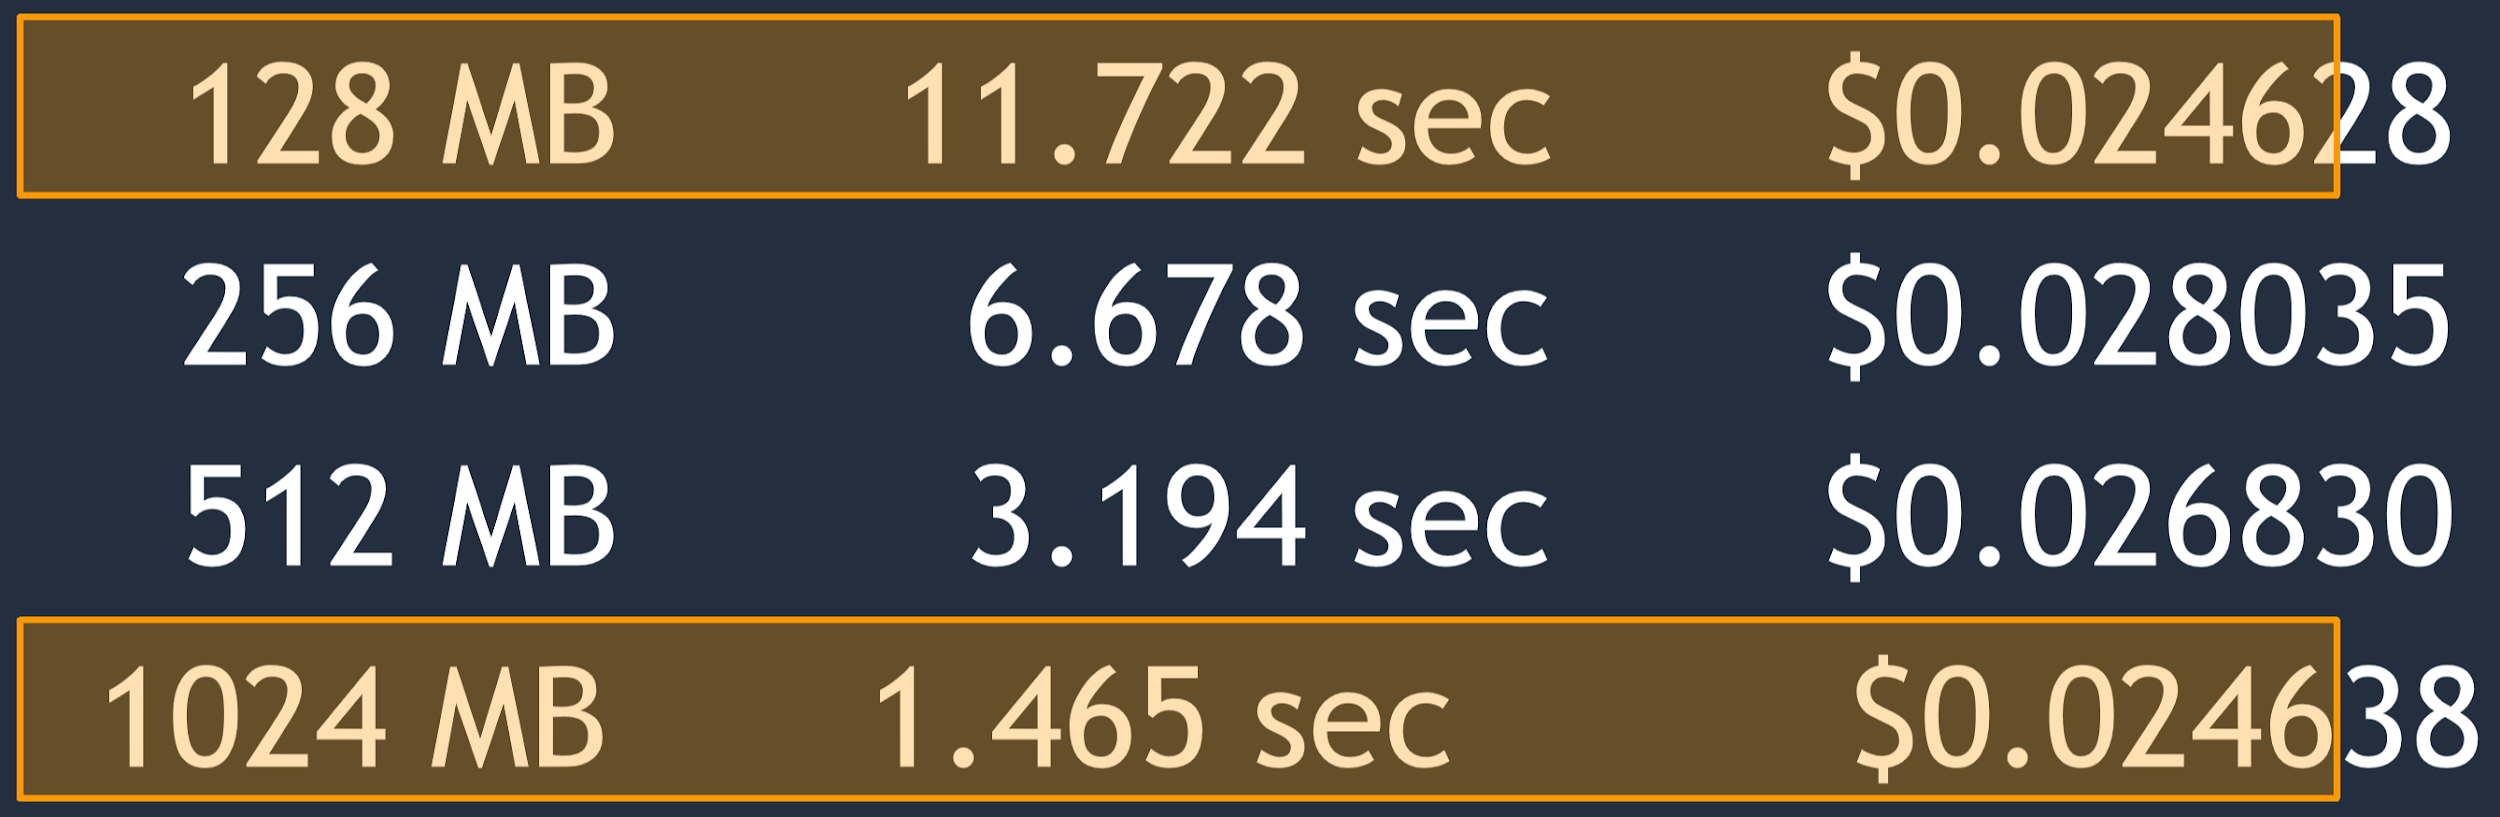 128 MB 11.722 sec $0.024628
256 MB 6.678 sec $0.028035
512 MB 3.194 sec $0.026830
1024 MB 1.465 sec $0.024638